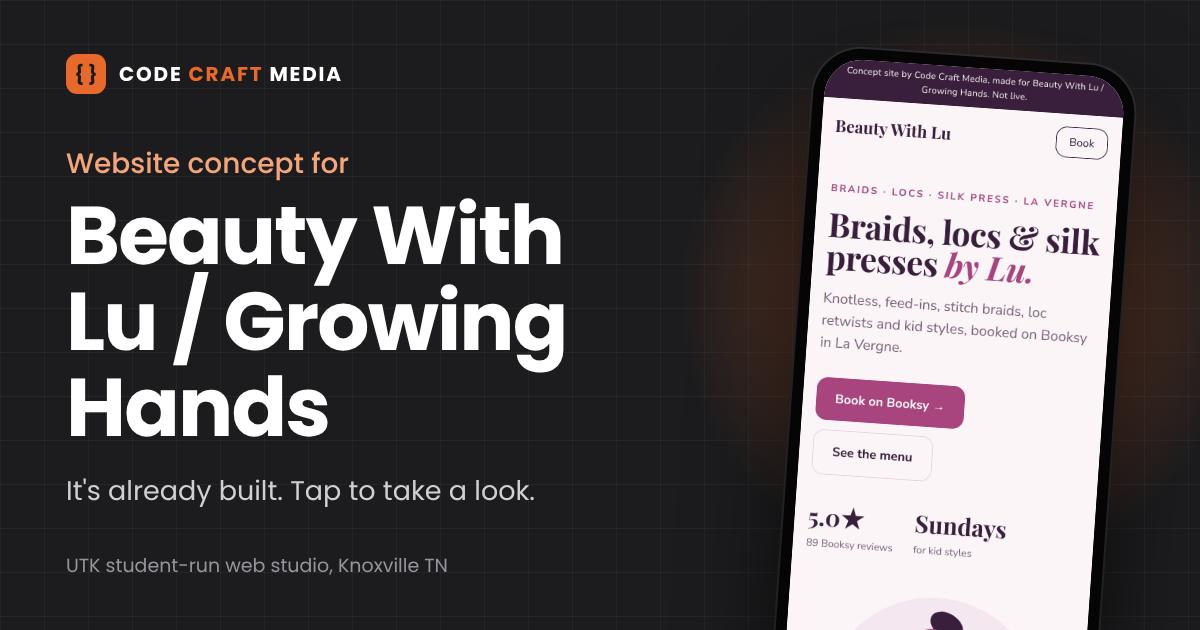 { } CODE CRAFT MEDIA
Website concept for
Beauty With
Lu / Growing
Hands
It's already built. Tap to take a look.
UTK student-run web studio, Knoxville TN
Concept site by Code Craft Media, made for Beauty With Lu /
Growing Hands. Not live.
Beauty With Lu
Book
BRAIDS · LOCS · SILK PRESS · LA VERGNE
Braids, locs & silk
presses by Lu.
Knotless, feed-ins, stitch braids, loc
retwists and kid styles, booked on Booksy
in La Vergne.
Book on Booksy →
See the menu
5.0★
89 Booksy reviews
Sundays
for kid styles